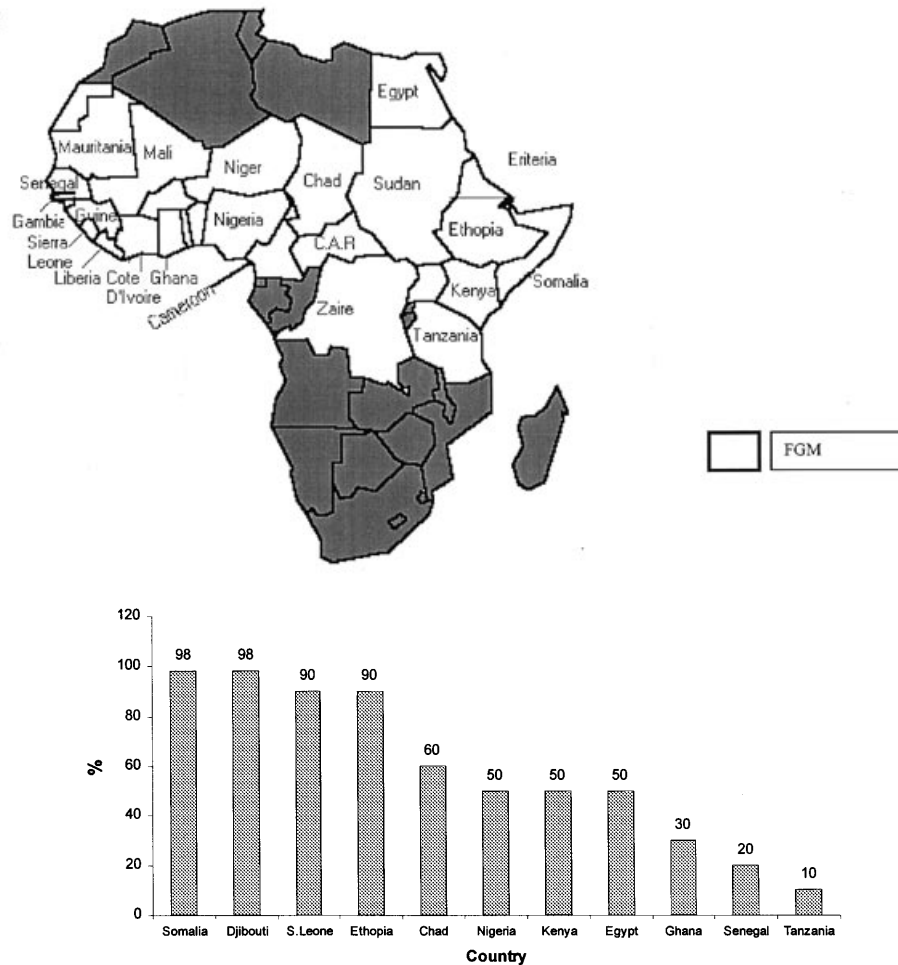 Egypt
Mauritania
Mali
Niger
Chad
Sudan
Eriteria
Senegal
Gambia
Guine
Nigeria
Ethiopia
Sierra
Leone
Liberia
Cote
D'Ivoire
Ghana
C.A.R
Cameroon
Zaire
Kenya
Somalia
Tanzania
FGM
120
100
80
60
40
20
0
%
98
98
90
90
60
50
50
50
30
20
10
Somalia Djibouti S.Leone Ethopia Chad Nigeria Kenya Egypt Ghana Senegal Tanzania
Country